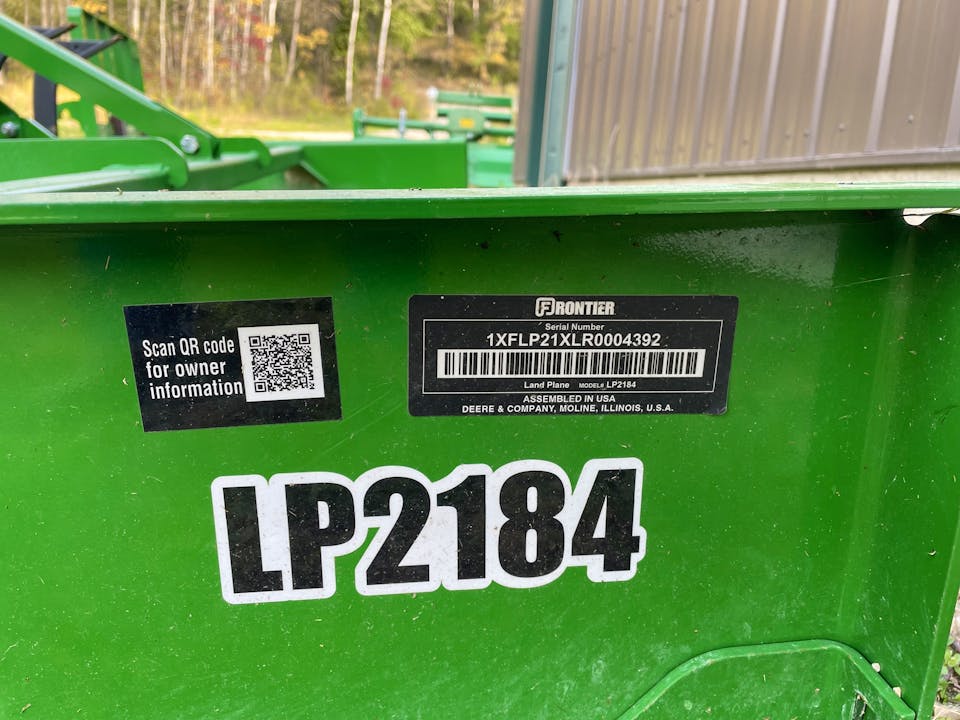 Scan QR code
for owner
information
FRONTIER
Serial Number
1XFLP21XLR0004392
Land Plane MODEL# LP2184
ASSEMBLED IN USA
DEERE & COMPANY, MOLINE, ILLINOIS, U.S.A.
LP2184